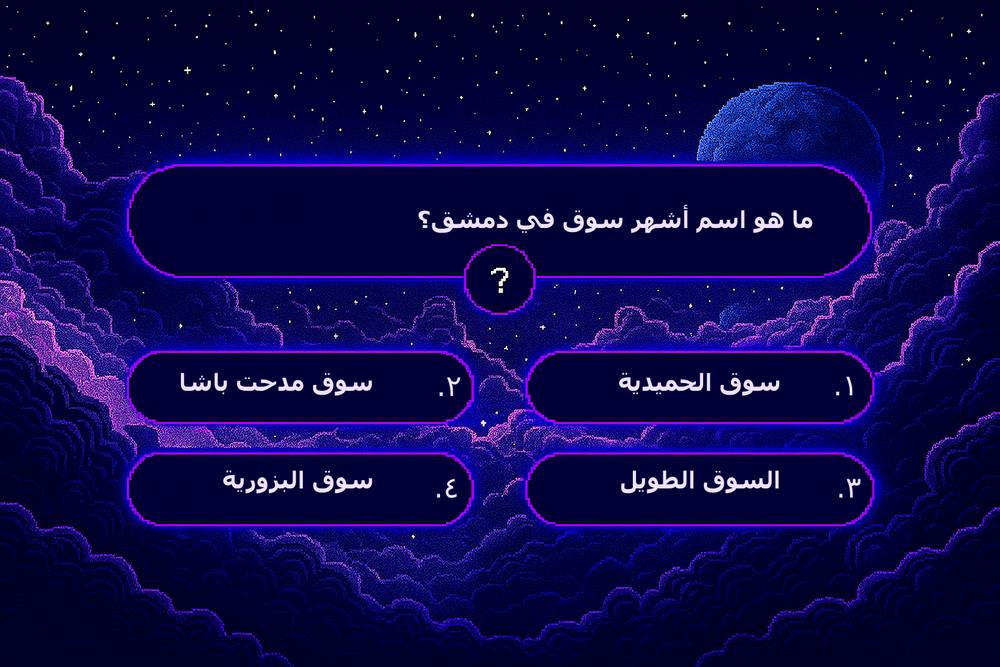 ما هو اسم أشهر سوق في دمشق؟
?
١. سوق الحميدية
٢. سوق مدحت باشا
٣. السوق الطويل
٤. سوق البزورية